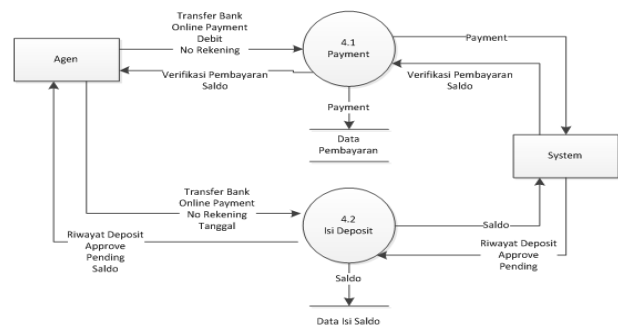 Transfer Bank
Online Payment
Debit
No Rekening
4.1
Payment
Payment
Agen
Verifikasi Pembayaran
Saldo
Verifikasi Pembayaran
Saldo
Payment
Data
Pembayaran
System
Transfer Bank
Online Payment
No Rekening
Tanggal
4.2
Isi Deposit
Saldo
Riwayat Deposit
Approve
Pending
Saldo
Riwayat Deposit
Approve
Pending
Saldo
Data Isi Saldo